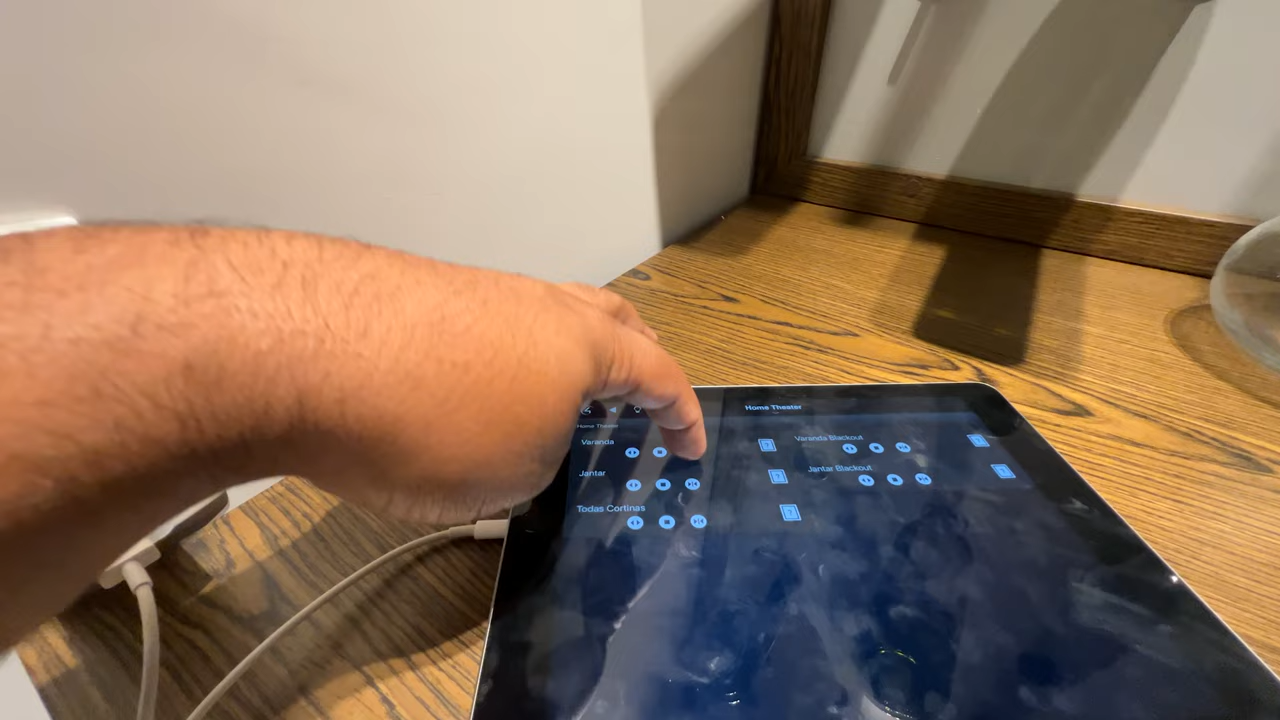 Home Theater
Home Theater
Varanda
Varanda Blackout
Jantar
Jantar Blackout
Todas Cortinas